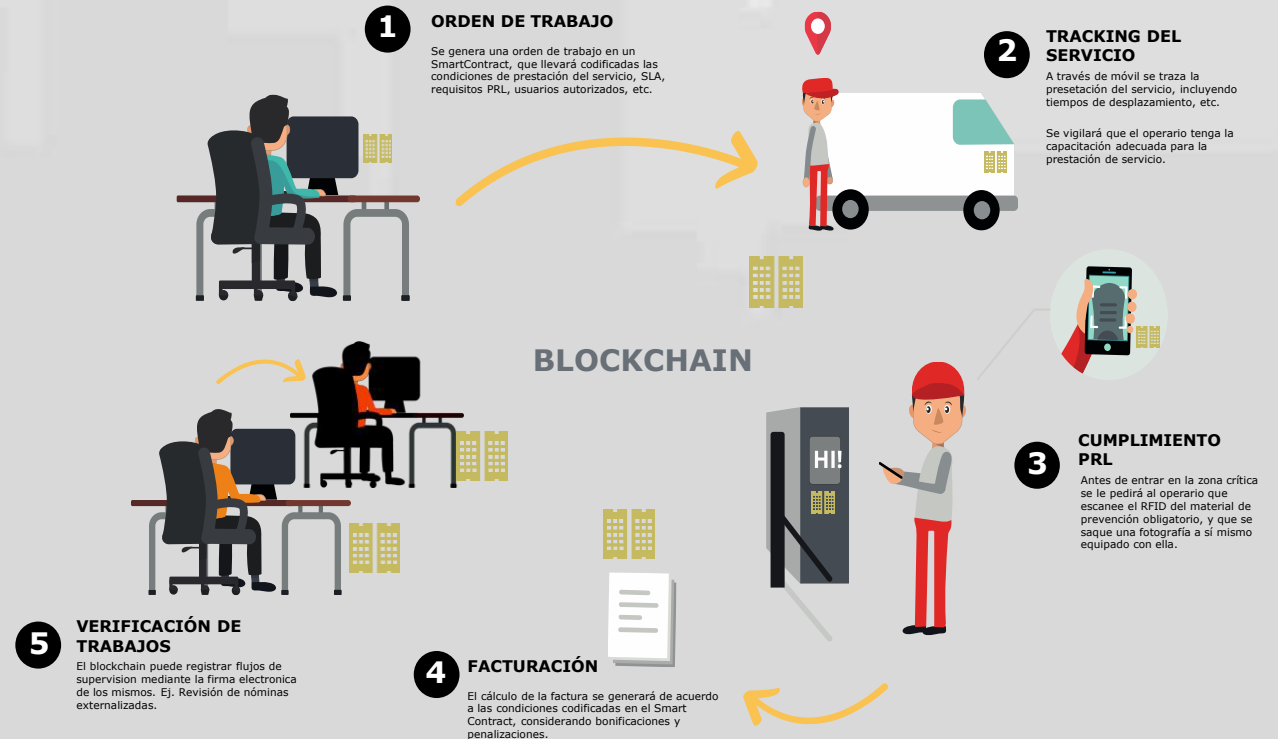 1
ORDEN DE TRABAJO
Se genera una orden de trabajo en un
SmartContract, que llevará codificadas las
condiciones de prestación del servicio, SLA,
requisitos PRL, usuarios autorizados, etc.
2
TRACKING DEL
SERVICIO
A través de móvil se traza la
presetación del servicio, incluyendo
tiempos de desplazamiento, etc.
Se vigilará que el operario tenga la
capacitación adecuada para la
prestación de servicio.
BLOCKCHAIN
HI!
3
CUMPLIMIENTO
PRL
Antes de entrar en la zona crítica
se le pedirá al operario que
escanee el RFID del material de
prevención obligatorio, y que se
saque una fotografía a sí mismo
equipado con ella.
4
FACTURACIÓN
El cálculo de la factura se generará de acuerdo
a las condiciones codificadas en el Smart
Contract, considerando bonificaciones y
penalizaciones.
5
VERIFICACIÓN DE
TRABAJOS
El blockchain puede registrar flujos de
supervision mediante la firma electronica
de los mismos. Ej. Revisión de nóminas
externalizadas.